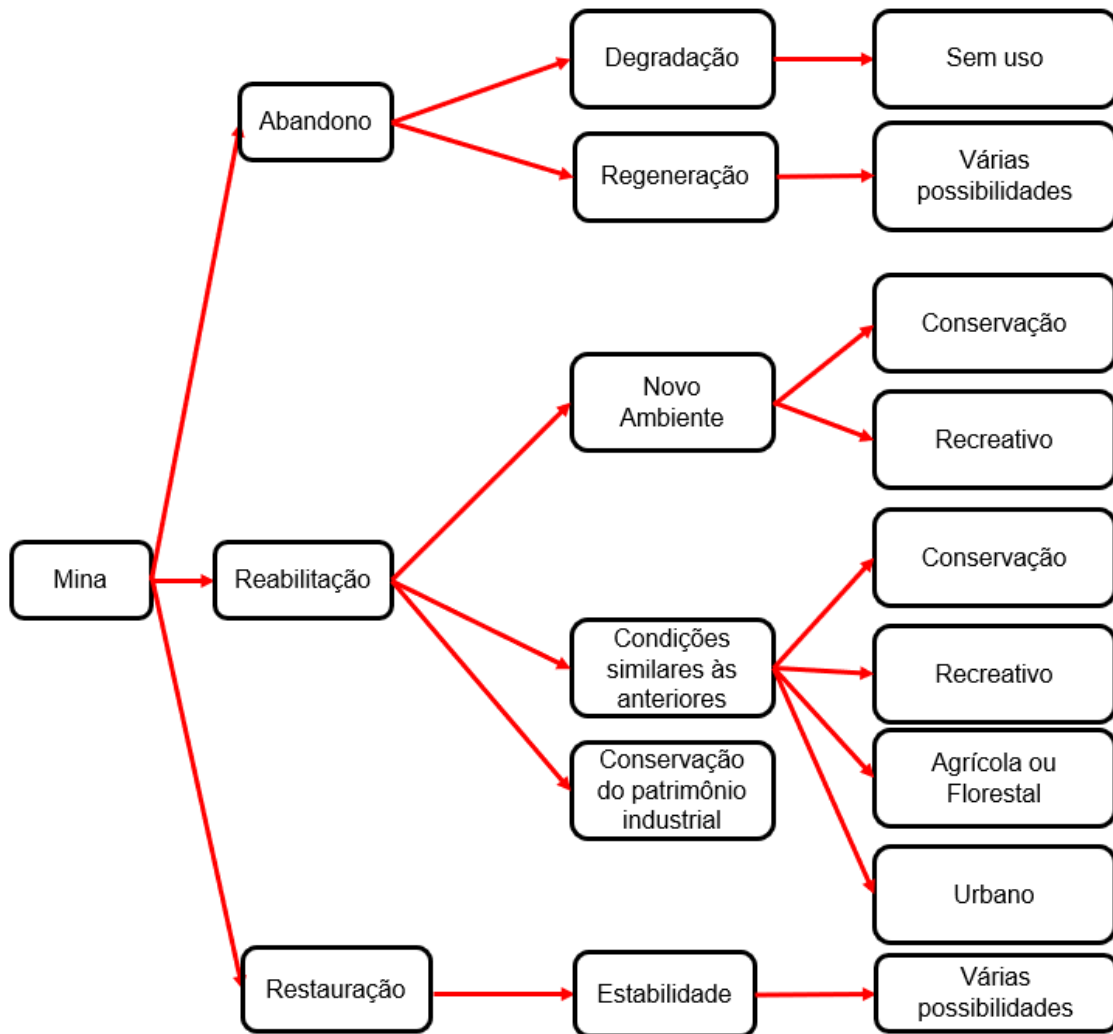 Degradação
Sem uso
Abandono
Regeneração
Várias
possibilidades
Conservação
Novo
Ambiente
Recreativo
Conservação
Mina
Reabilitação
Condições
similares às
anteriores
Recreativo
Conservação
do patrimônio
industrial
Agrícola ou
Florestal
Urbano
Restauração
Estabilidade
Várias
possibilidades